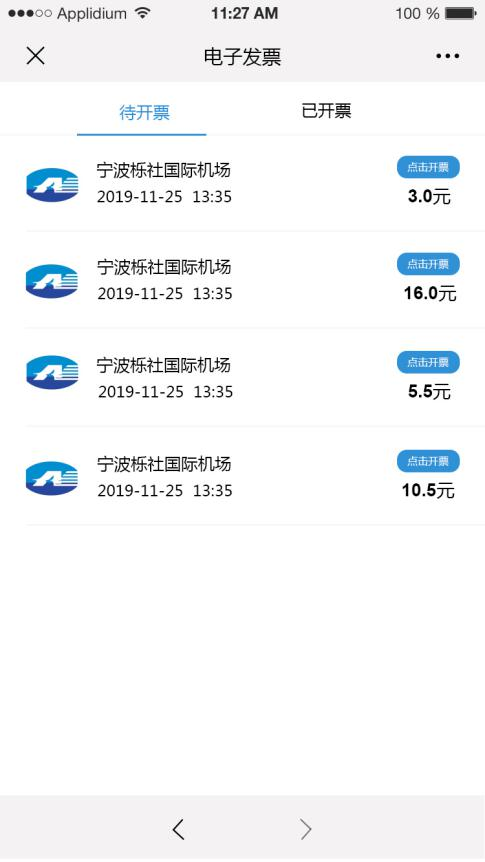 Applidium 11:27 AM 100 %
电子发票
待开票 已开票
宁波栎社国际机场 点击开票
2019-11-25 13:35 3.0元
宁波栎社国际机场 点击开票
2019-11-25 13:35 16.0元
宁波栎社国际机场 点击开票
2019-11-25 13:35 5.5元
宁波栎社国际机场 点击开票
2019-11-25 13:35 10.5元